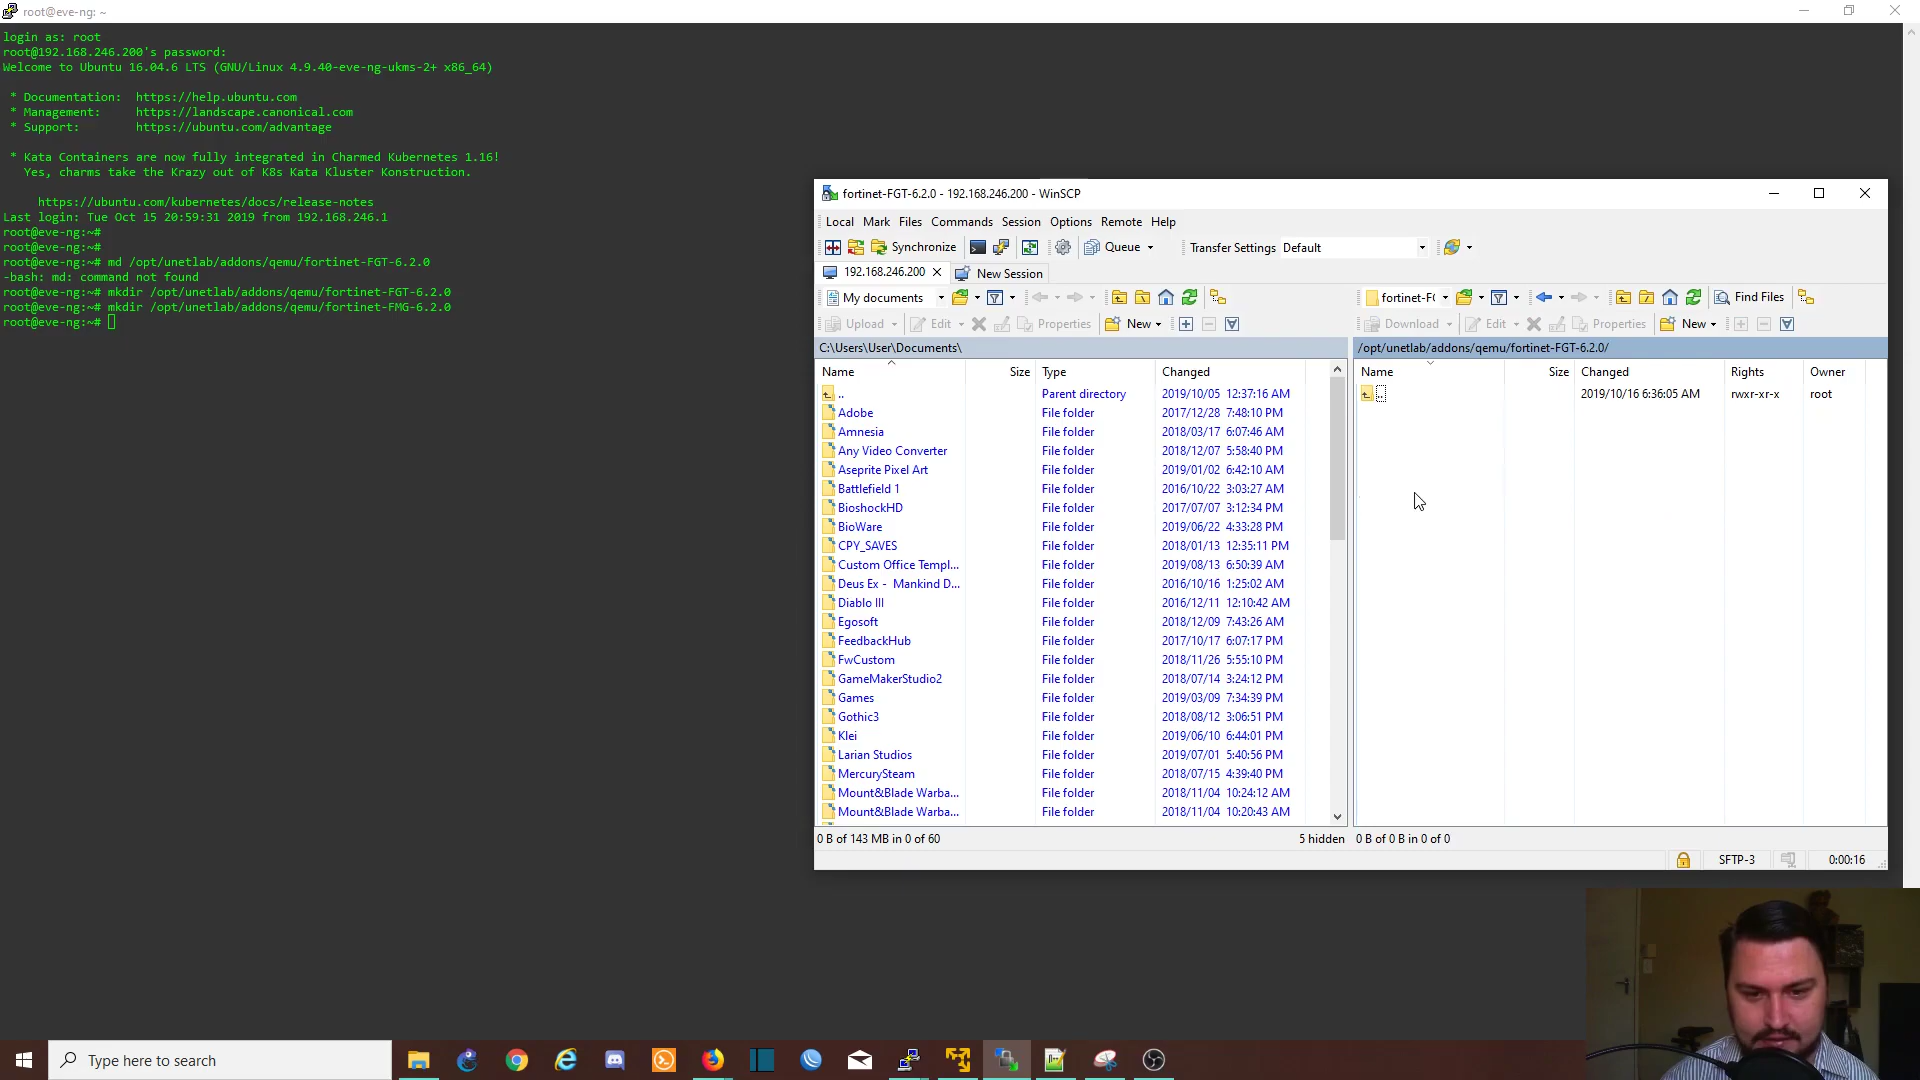 root@eve-ng: ~
login as: root
root@192.168.246.200's password:
Welcome to Ubuntu 16.04.6 LTS (GNU/Linux 4.9.40-eve-ng-ukms-2+ x86_64)
* Documentation: https://help.ubuntu.com
* Management: https://landscape.canonical.com
* Support: https://ubuntu.com/advantage
* Kata Containers are now fully integrated in Charmed Kubernetes 1.16!
Yes, charms take the Krazy out of K8s Kata Kluster Konstruction.
https://ubuntu.com/kubernetes/docs/release-notes
Last login: Tue Oct 15 20:59:31 2019 from 192.168.246.1
root@eve-ng:~#
root@eve-ng:~#
root@eve-ng:~# md /opt/unetlab/addons/qemu/fortinet-FGT-6.2.0
-bash: md: command not found
root@eve-ng:~# mkdir /opt/unetlab/addons/qemu/fortinet-FGT-6.2.0
root@eve-ng:~# mkdir /opt/unetlab/addons/qemu/fortinet-FMG-6.2.0
root@eve-ng:~#
fortinet-FGT-6.2.0 - 192.168.246.200 - WinSCP
Local Mark Files Commands Session Options Remote Help
Synchronize Queue Transfer Settings Default
192.168.246.200 New Session
My documents
Upload Edit Properties New
C:\Users\User\Documents\
Name Size Type Changed
.. Parent directory 2019/10/05 12:37:16 AM
Adobe File folder 2017/12/28 7:48:10 PM
Amnesia File folder 2018/03/17 6:07:46 AM
Any Video Converter File folder 2018/12/07 5:58:40 PM
Aseprite Pixel Art File folder 2019/01/02 6:42:10 AM
Battlefield 1 File folder 2016/10/22 3:03:27 AM
BioshockHD File folder 2017/07/07 3:12:34 PM
BioWare File folder 2019/06/22 4:33:28 PM
CPY_SAVES File folder 2018/01/13 12:35:11 PM
Custom Office Templ... File folder 2019/08/13 6:50:39 AM
Deus Ex - Mankind D... File folder 2016/10/16 1:25:02 AM
Diablo III File folder 2016/12/11 12:10:42 AM
Egosoft File folder 2018/12/09 7:43:26 AM
FeedbackHub File folder 2017/10/17 6:07:17 PM
FwCustom File folder 2018/11/26 5:55:10 PM
GameMakerStudio2 File folder 2018/07/14 3:24:12 PM
Games File folder 2019/03/09 7:34:39 PM
Gothic3 File folder 2018/08/12 3:06:51 PM
Klei File folder 2019/06/10 6:44:01 PM
Larian Studios File folder 2019/07/01 5:40:56 PM
MercurySteam File folder 2018/07/15 4:39:40 PM
Mount&Blade Warba... File folder 2018/11/04 10:24:12 AM
Mount&Blade Warba... File folder 2018/11/04 10:20:43 AM
0 B of 143 MB in 0 of 60 5 hidden
fortinet-F Find Files
Download Edit Properties New
/opt/unetlab/addons/qemu/fortinet-FGT-6.2.0/
Name Size Changed Rights Owner
.. 2019/10/16 6:36:05 AM rwxr-xr-x root
0 B of 0 B in 0 of 0
SFTP-3 0:00:16
Type here to search